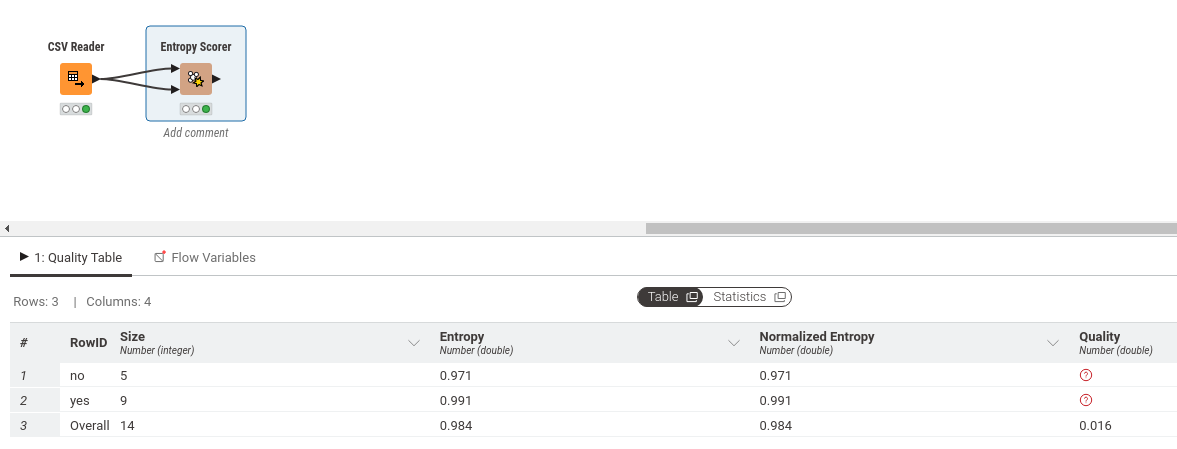 CSV Reader Entropy Scorer
Add comment
1: Quality Table Flow Variables
Rows: 3 | Columns: 4 Table Statistics
# RowID Size Entropy Normalized Entropy Quality
Number (integer) Number (double) Number (double) Number (double)
1 no 5 0.971 0.971 ?
2 yes 9 0.991 0.991 ?
3 Overall 14 0.984 0.984 0.016